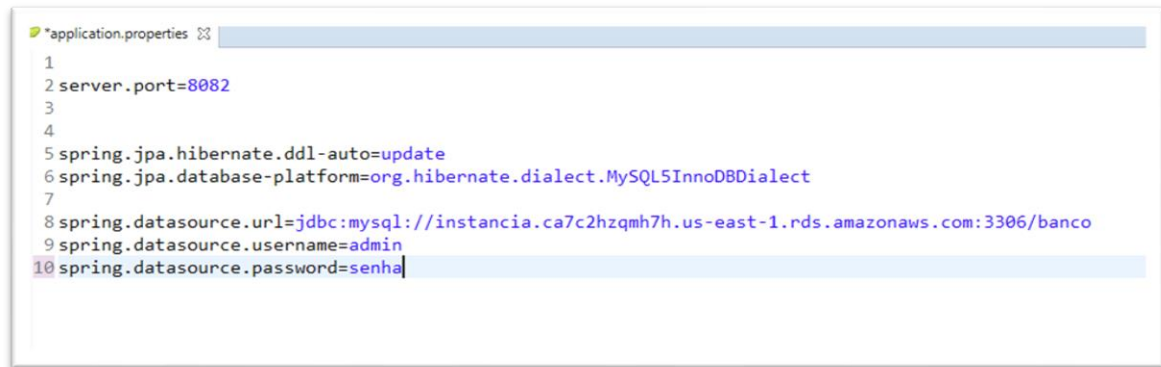 *application.properties
1
2 server.port=8082
3
4
5 spring.jpa.hibernate.ddl-auto=update
6 spring.jpa.database-platform=org.hibernate.dialect.MySQL5InnoDBDialect
7
8 spring.datasource.url=jdbc:mysql://instancia.ca7c2hzqmh7h.us-east-1.rds.amazonaws.com:3306/banco
9 spring.datasource.username=admin
10 spring.datasource.password=senha